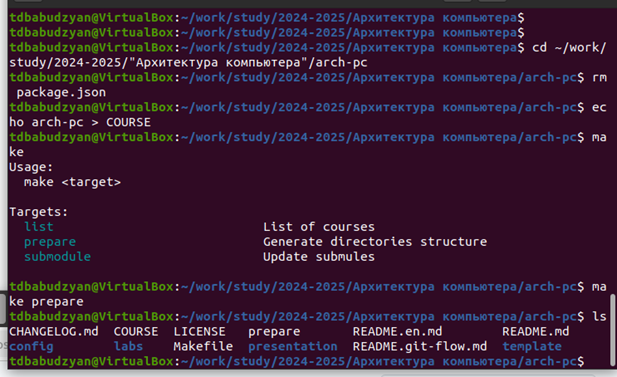 tdbabudzyan@VirtualBox:~/work/study/2024-2025/Архитектура компьютера$
tdbabudzyan@VirtualBox:~/work/study/2024-2025/Архитектура компьютера$
tdbabudzyan@VirtualBox:~/work/study/2024-2025/Архитектура компьютера$ cd ~/work/
study/2024-2025/"Архитектура компьютера"/arch-pc
tdbabudzyan@VirtualBox:~/work/study/2024-2025/Архитектура компьютера/arch-pc$ rm
 package.json
tdbabudzyan@VirtualBox:~/work/study/2024-2025/Архитектура компьютера/arch-pc$ ec
ho arch-pc > COURSE
tdbabudzyan@VirtualBox:~/work/study/2024-2025/Архитектура компьютера/arch-pc$ ma
ke
Usage:
  make <target>

Targets:
  list                            List of courses
  prepare                         Generate directories structure
  submodule                       Update submules

tdbabudzyan@VirtualBox:~/work/study/2024-2025/Архитектура компьютера/arch-pc$ ma
ke prepare
tdbabudzyan@VirtualBox:~/work/study/2024-2025/Архитектура компьютера/arch-pc$ ls
CHANGELOG.md  COURSE  LICENSE   prepare       README.en.md        README.md
config        labs    Makefile  presentation  README.git-flow.md  template
tdbabudzyan@VirtualBox:~/work/study/2024-2025/Архитектура компьютера/arch-pc$